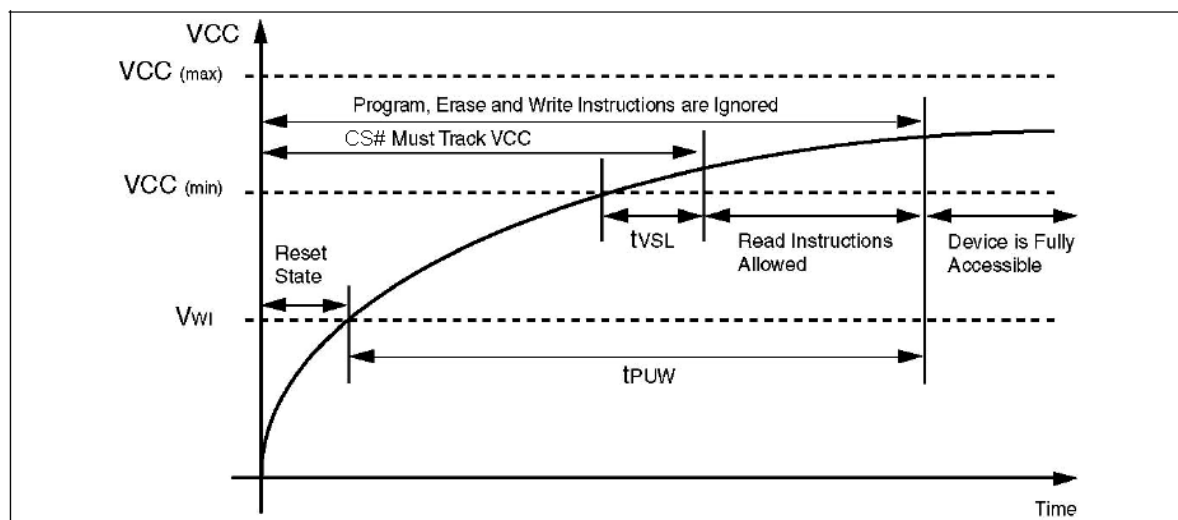 VCC
VCC (max)
Program, Erase and Write Instructions are Ignored
CS# Must Track VCC
VCC (min)
tVSL
Read Instructions
Allowed
Device is Fully
Accessible
Reset
State
VWI
tPUW
Time